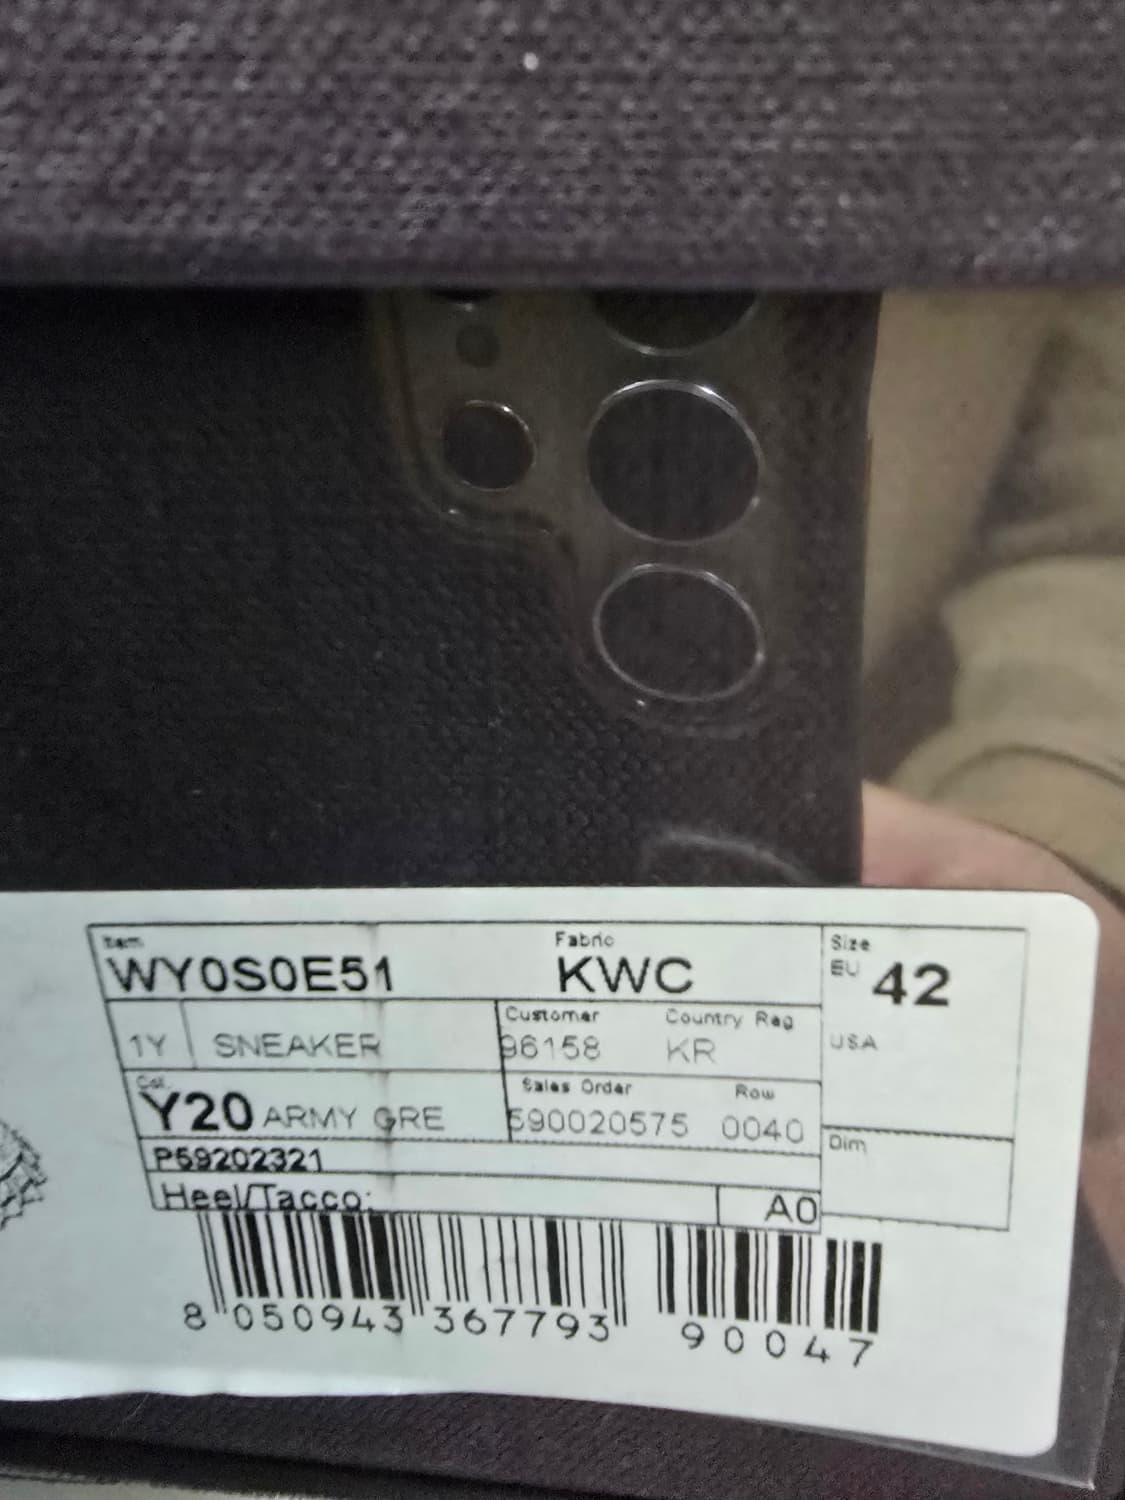 Item Fabric Size
WY0S0E51 KWC EU 42
Customer Country Rag
1Y SNEAKER 96158 KR USA
Col. Sales Order Row
Y20 ARMY GRE 590020575 0040
P59202321 Dim
Heel/Tacco: A0
8 050943 367793 90047